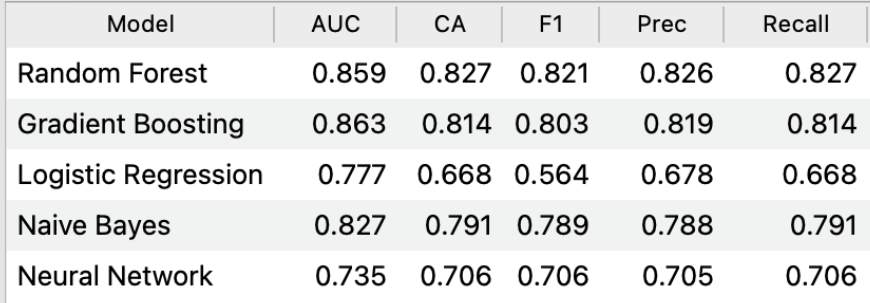 Model AUC CA F1 Prec Recall
Random Forest 0.859 0.827 0.821 0.826 0.827
Gradient Boosting 0.863 0.814 0.803 0.819 0.814
Logistic Regression 0.777 0.668 0.564 0.678 0.668
Naive Bayes 0.827 0.791 0.789 0.788 0.791
Neural Network 0.735 0.706 0.706 0.705 0.706